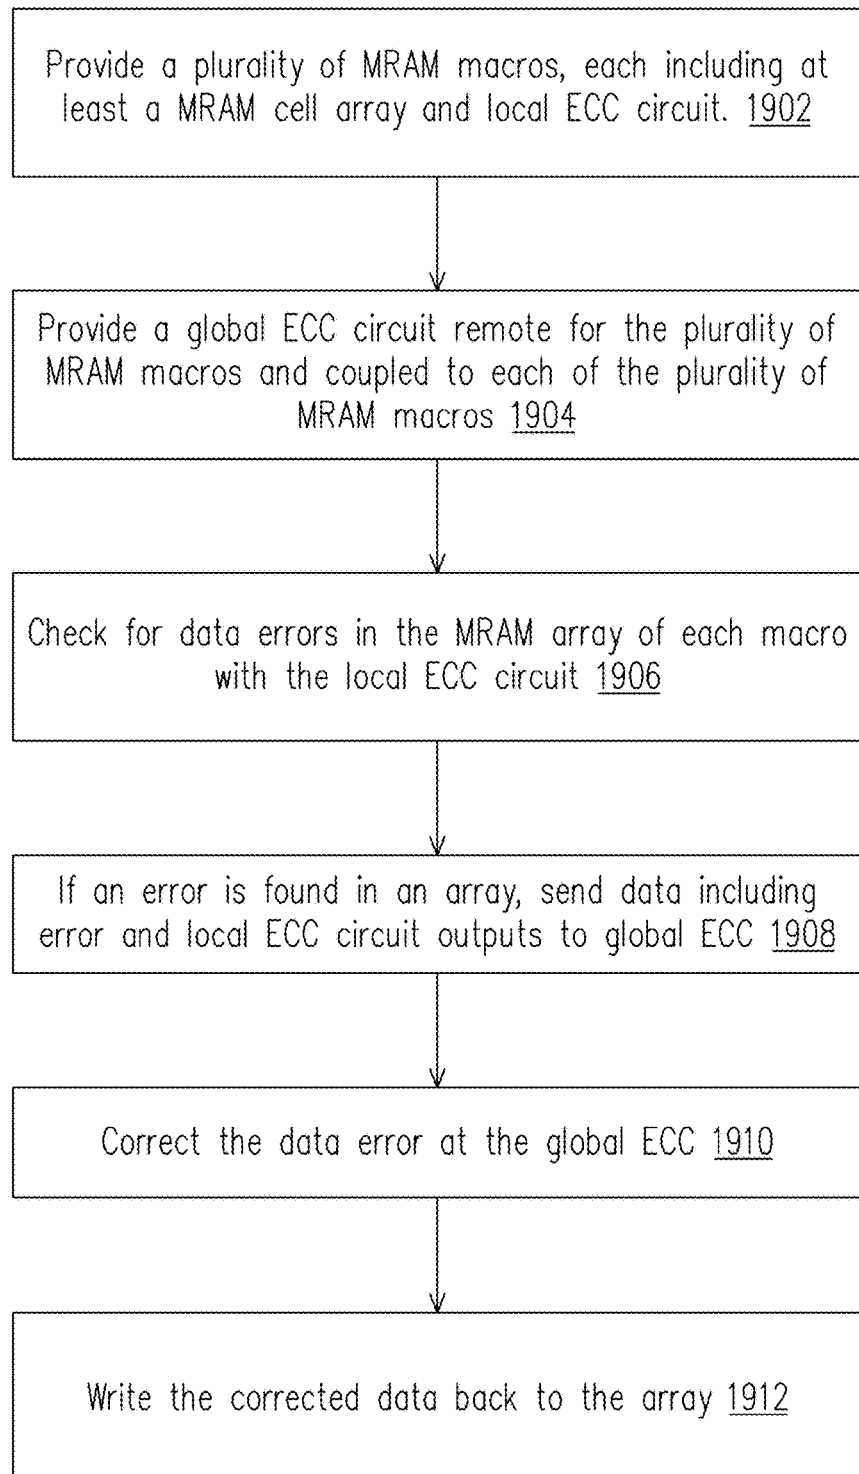 Provide a plurality of MRAM macros, each including at
least a MRAM cell array and local ECC circuit. 1902
Provide a global ECC circuit remote for the plurality of
MRAM macros and coupled to each of the plurality of
MRAM macros 1904
Check for data errors in the MRAM array of each macro
with the local ECC circuit 1906
If an error is found in an array, send data including
error and local ECC circuit outputs to global ECC 1908
Correct the data error at the global ECC 1910
Write the corrected data back to the array 1912